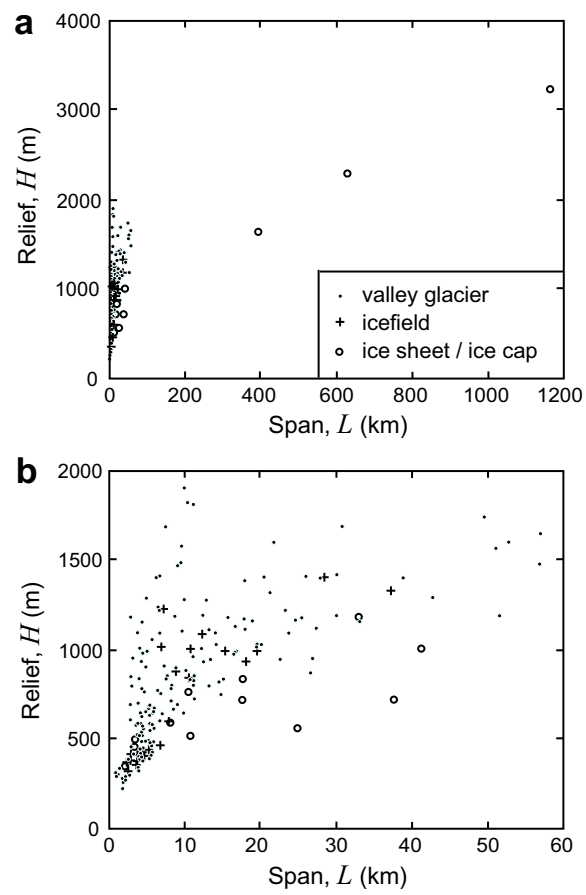 a
4000
3000
2000
1000
0
Relief, H (m)
valley glacier
icefield
ice sheet / ice cap
0 200 400 600 800 1000 1200
Span, L (km)
b
2000
1500
1000
500
0
Relief, H (m)
0 10 20 30 40 50 60
Span, L (km)